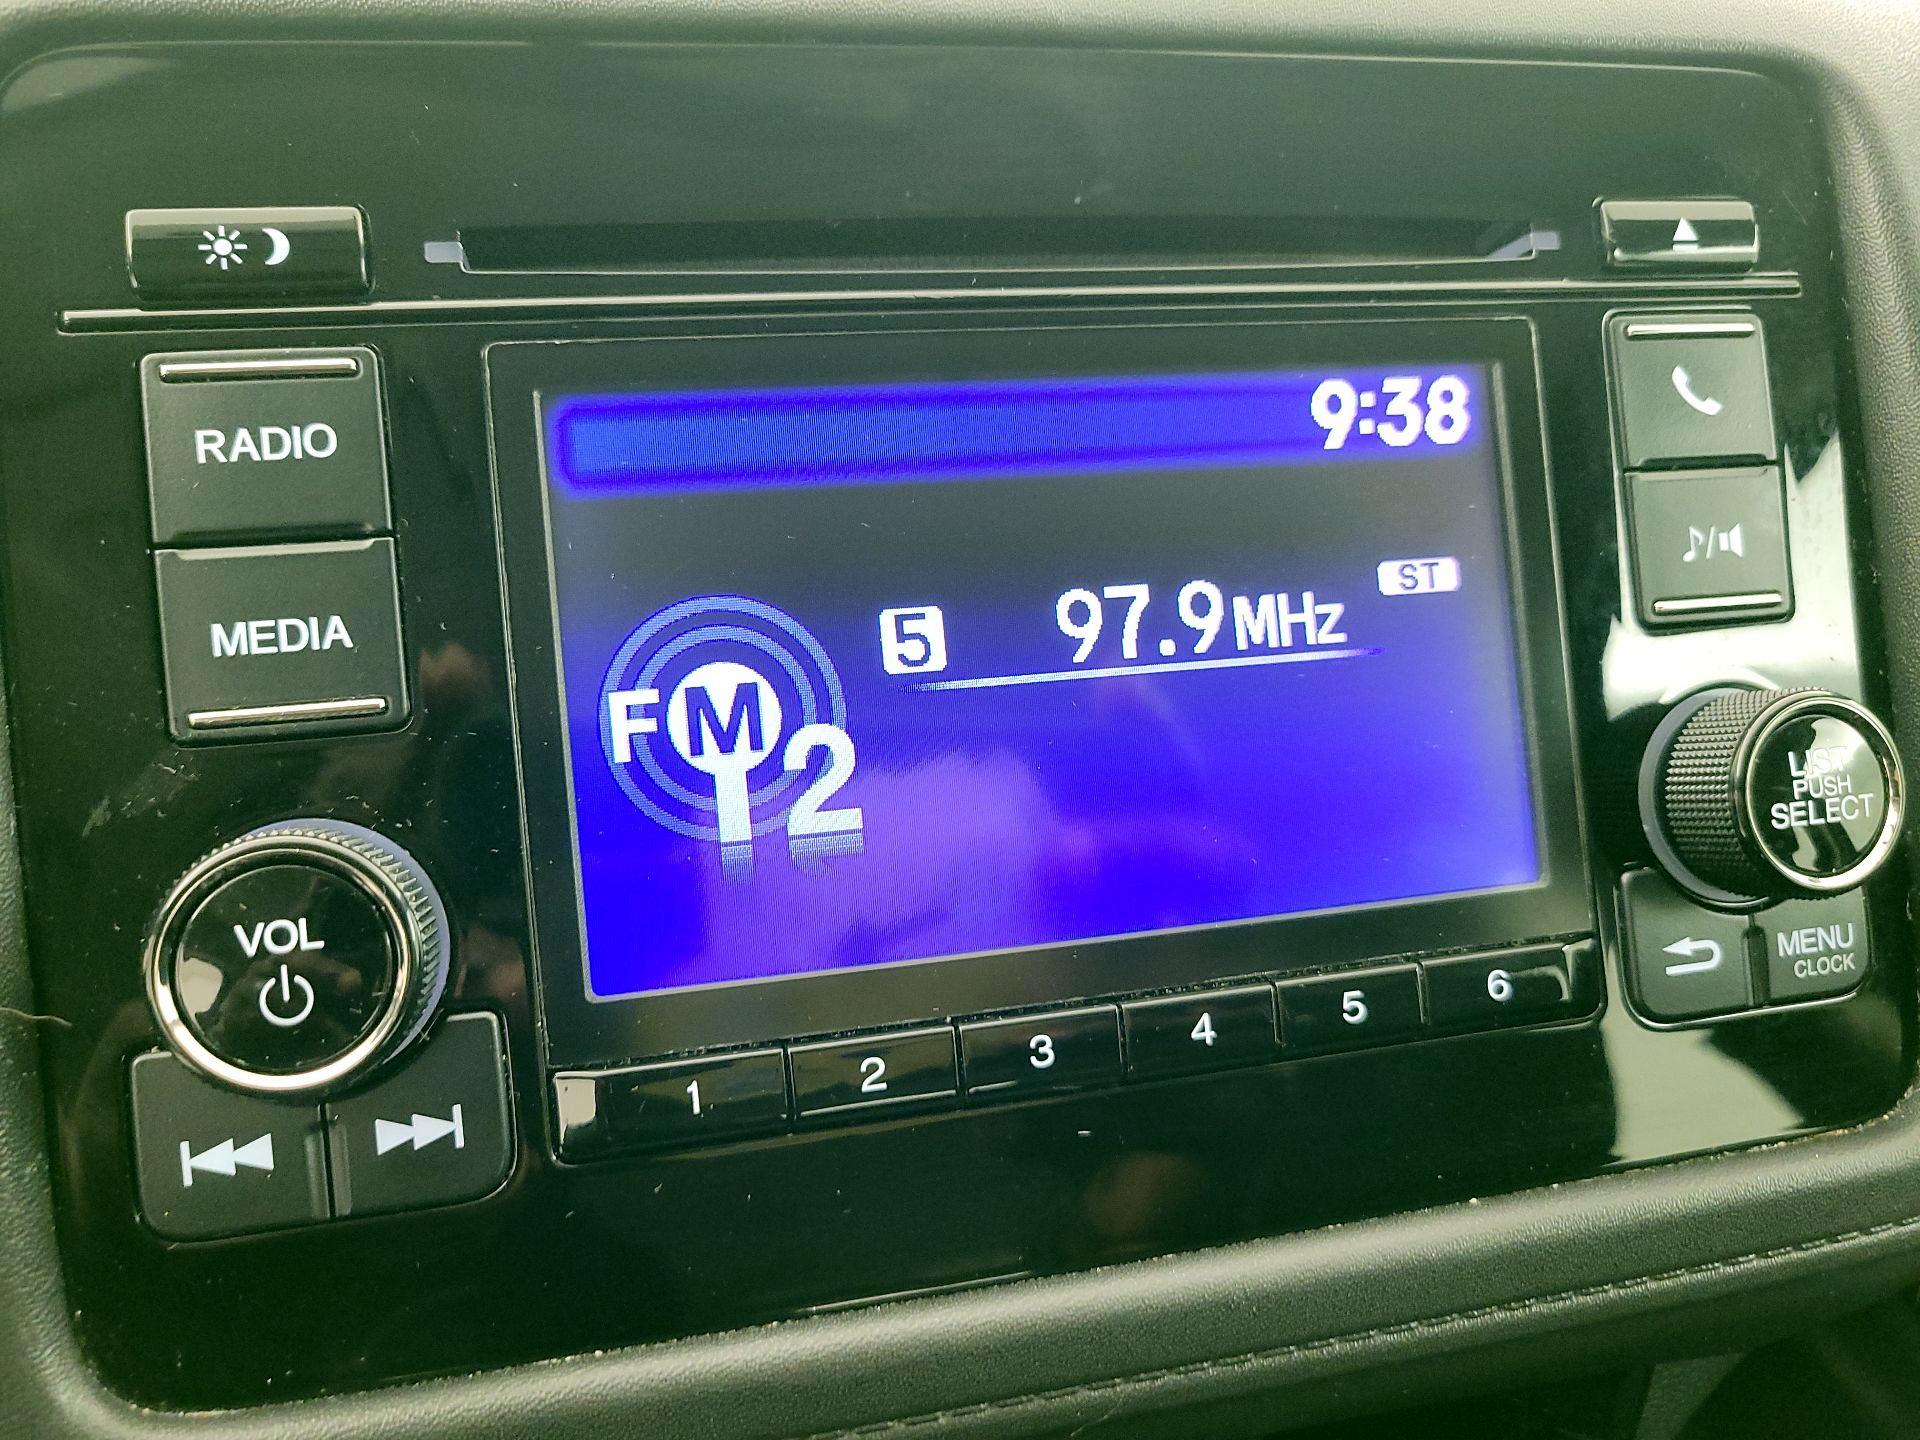 RADIO
MEDIA
VOL
9:38
ST
5 97.9MHz
FM
2
1 2 3 4 5 6
LIST
PUSH
SELECT
MENU
CLOCK